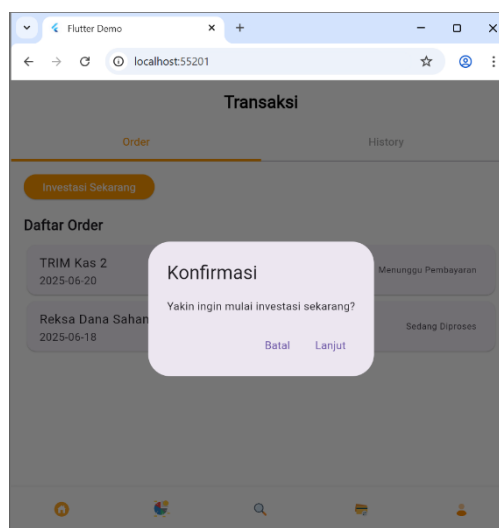 Flutter Demo
localhost:55201
Transaksi
Order History
Investasi Sekarang
Daftar Order
TRIM Kas 2
2025-06-20
Menunggu Pembayaran
Reksa Dana Saham
2025-06-18
Sedang Diproses
Konfirmasi
Yakin ingin mulai investasi sekarang?
Batal Lanjut